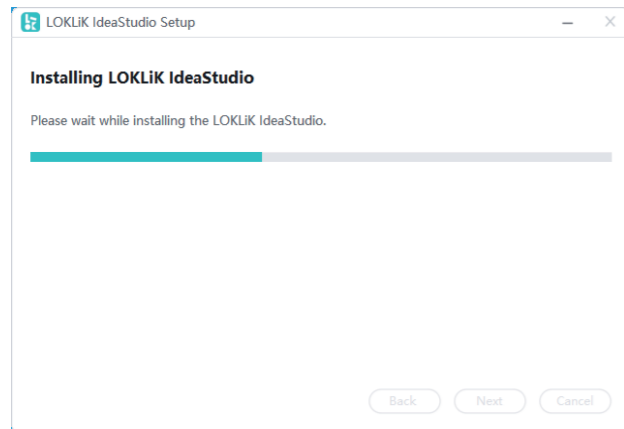 LOKLiK IdeaStudio Setup
Installing LOKLiK IdeaStudio
Please wait while installing the LOKLiK IdeaStudio.
Back Next Cancel